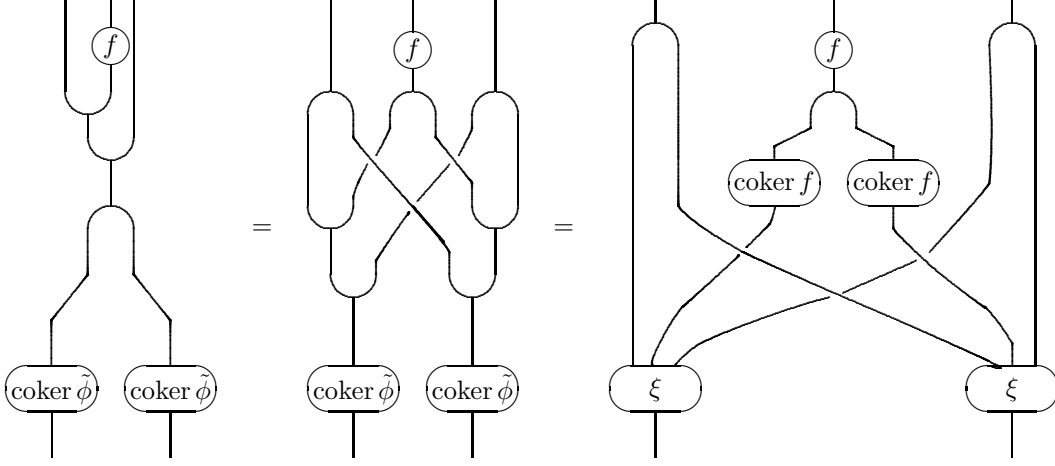 f f f
coker f coker f
= =
coker φ̃ coker φ̃ coker φ̃ coker φ̃ ξ ξ